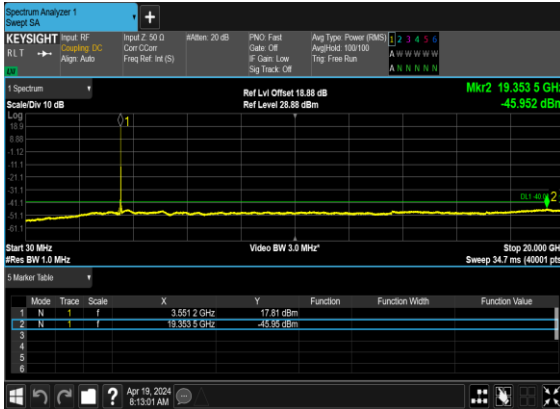 Spectrum Analyzer 1
Swept SA
+
KEYSIGHT Input: RF Input Z: 50 Ω #Atten: 20 dB PNO: Fast Avg Type: Power (RMS) 1 2 3 4 5 6
RLT Coupling: DC Corr CCorr Gate: Off Avg|Hold: 100/100 A W W W W W
Align: Auto Freq Ref: Int (S) IF Gain: Low Trig: Free Run
Sig Track: Off A N N N N N
1 Spectrum
Ref Lvl Offset 18.88 dB Mkr2 19.353 5 GHz
Scale/Div 10 dB Ref Level 28.88 dBm -45.952 dBm
Log
18.9
8.88
-1.12
-11.1
-21.1
-31.1
-41.1
-51.1
-61.1
1
2
Start 30 MHz Video BW 3.0 MHz* Stop 20.000 GH
#Res BW 1.0 MHz Sweep 34.7 ms (40001 pts
5 Marker Table
Mode Trace Scale X Y Function Function Width Function Value
1 N 1 f 3.551 2 GHz 17.81 dBm
2 N 1 f 19.353 5 GHz -45.95 dBm
3
4
5
6
? Apr 19, 2024
8:13:01 AM